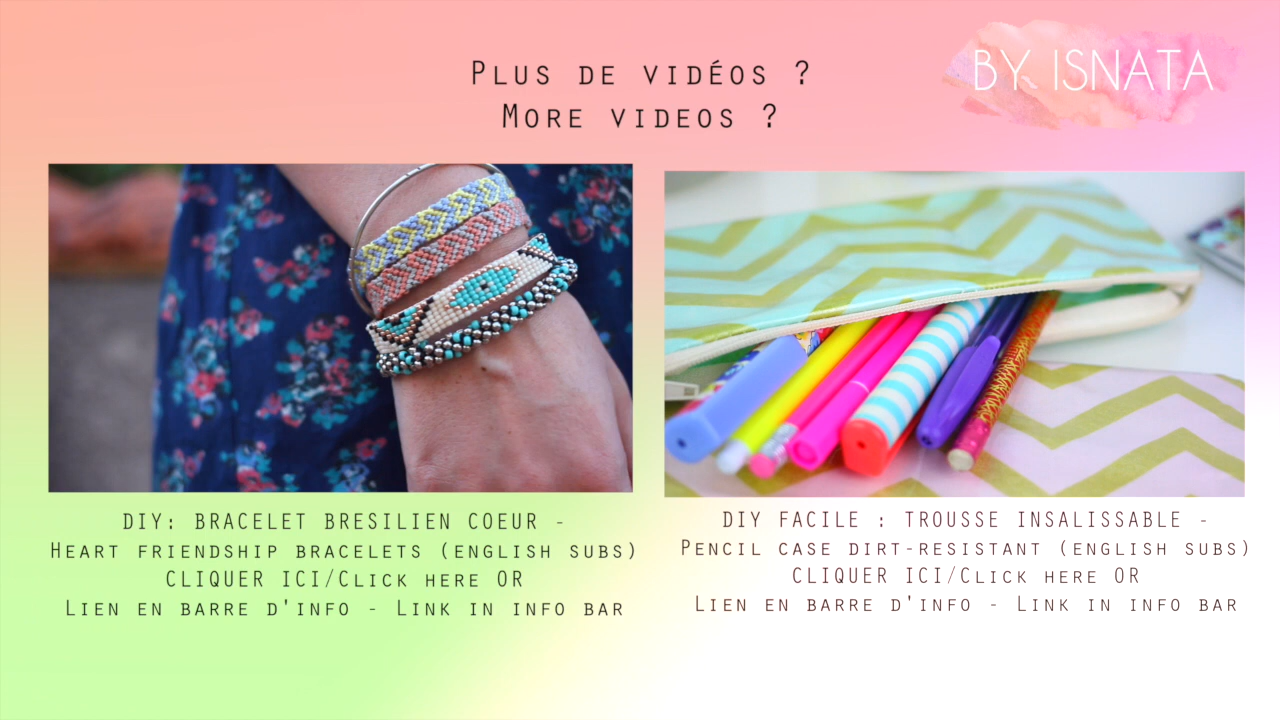 Plus de vidéos ?
More videos ?
BY ISNATA
DIY: BRACELET BRESILIEN COEUR -
Heart friendship bracelets (english subs)
CLIQUER ICI/Click here OR
Lien en barre d'info - Link in info bar
DIY FACILE : TROUSSE INSALISSABLE -
Pencil case dirt-resistant (english subs)
CLIQUER ICI/Click here OR
Lien en barre d'info - Link in info bar